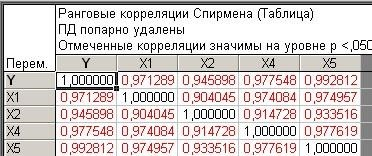 Ранговые корреляции Спирмена (Таблица)
ПД попарно удалены
Отмеченные корреляции значимы на уровне p <,050
Перем. Y X1 X2 X4 X5
Y 1,000000 0,971289 0,945898 0,977548 0,992812
X1 0,971289 1,000000 0,904045 0,974084 0,974957
X2 0,945898 0,904045 1,000000 0,914728 0,933516
X4 0,977548 0,974084 0,914728 1,000000 0,977619
X5 0,992812 0,974957 0,933516 0,977619 1,000000